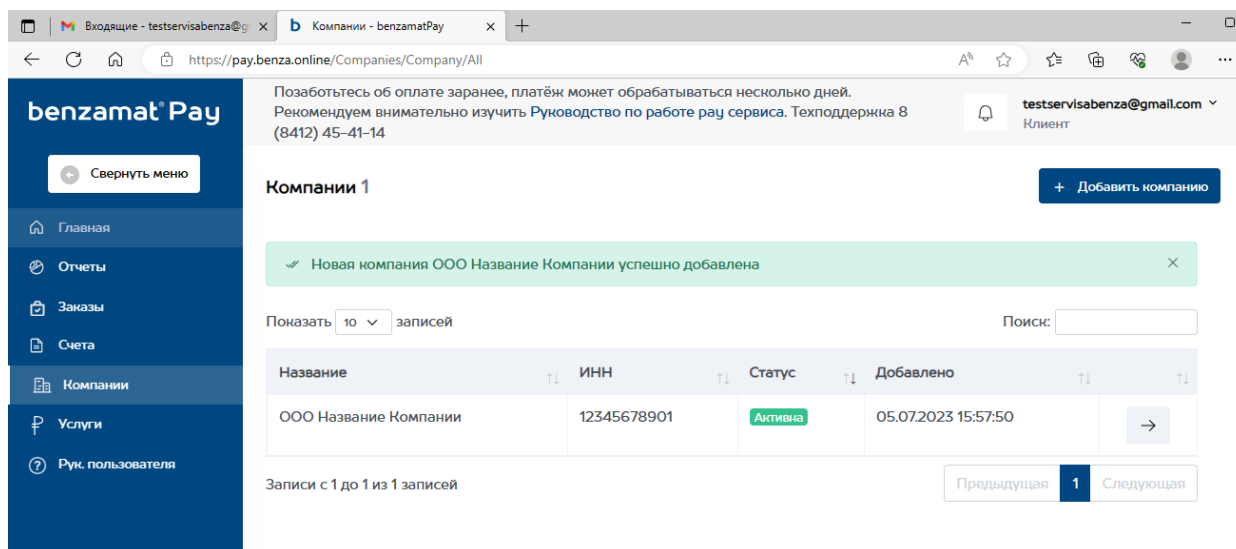 Входящие - testservisabenza@g
Компании - benzamatPay
https://pay.benza.online/Companies/Company/All
benzamat® Pay
Позаботьтесь об оплате заранее, платёж может обрабатываться несколько дней.
Рекомендуем внимательно изучить Руководство по работе pay сервиса. Техподдержка 8
(8412) 45-41-14
testservisabenza@gmail.com
Клиент
Свернуть меню
Главная
Отчеты
Заказы
Счета
Компании
Услуги
Рук. пользователя
Компании 1
+ Добавить компанию
Новая компания ООО Название Компании успешно добавлена
Показать 10 записей
Поиск:
Название ИНН Статус Добавлено
ООО Название Компании 12345678901 Активна 05.07.2023 15:57:50
Записи с 1 до 1 из 1 записей
Предыдущая 1 Следующая